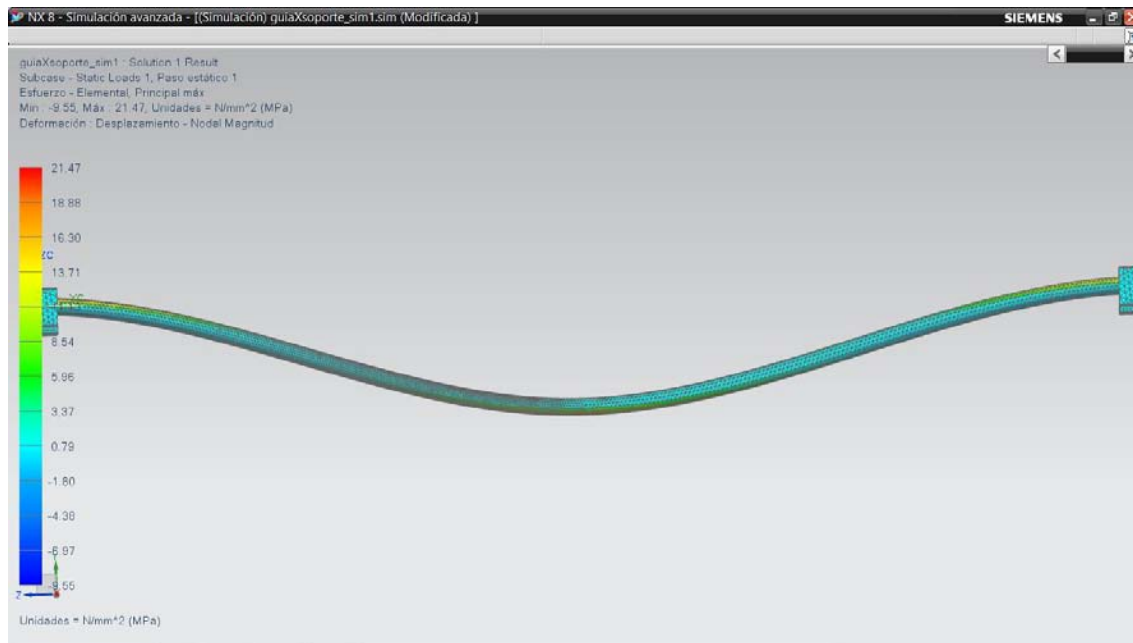 NX 8 - Simulación avanzada - [(Simulación) guiaXsoporte_sim1.sim (Modificada) ]
SIEMENS
guiaXsoporte_sim1 : Solution 1 Result
Subcase - Static Loads 1, Paso estático 1
Esfuerzo - Elemental, Principal máx
Min : -9.55, Máx : 21.47, Unidades = N/mm^2 (MPa)
Deformación : Desplazamiento - Nodal Magnitud
21.47
18.88
16.30
ZC
13.71
YC
8.54
5.96
3.37
0.79
-1.80
-4.38
-6.97
-9.55
Z
Unidades = N/mm^2 (MPa)